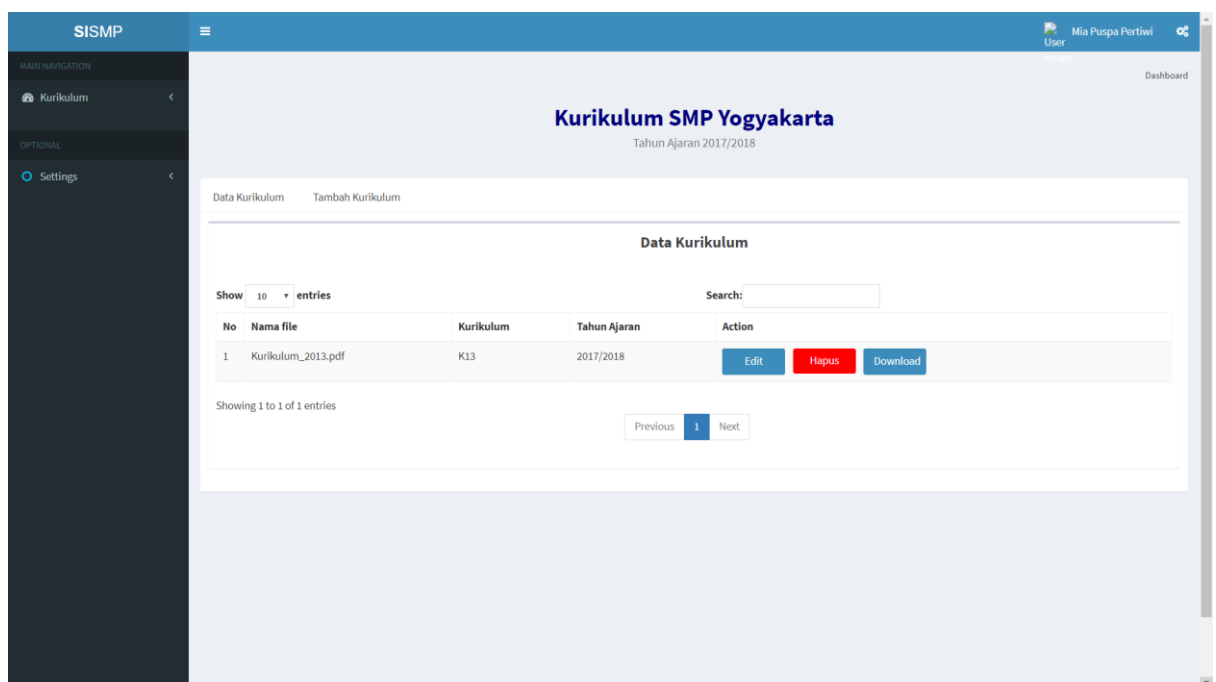 SISMP
User Image
Mia Puspa Pertiwi
MAIN NAVIGATION
Dashboard
Kurikulum
Kurikulum SMP Yogyakarta
Tahun Ajaran 2017/2018
OPTIONAL
Settings
Data Kurikulum Tambah Kurikulum
Data Kurikulum
Show 10 entries Search:
No Nama file Kurikulum Tahun Ajaran Action
1 Kurikulum_2013.pdf K13 2017/2018 Edit Hapus Download
Showing 1 to 1 of 1 entries
Previous 1 Next